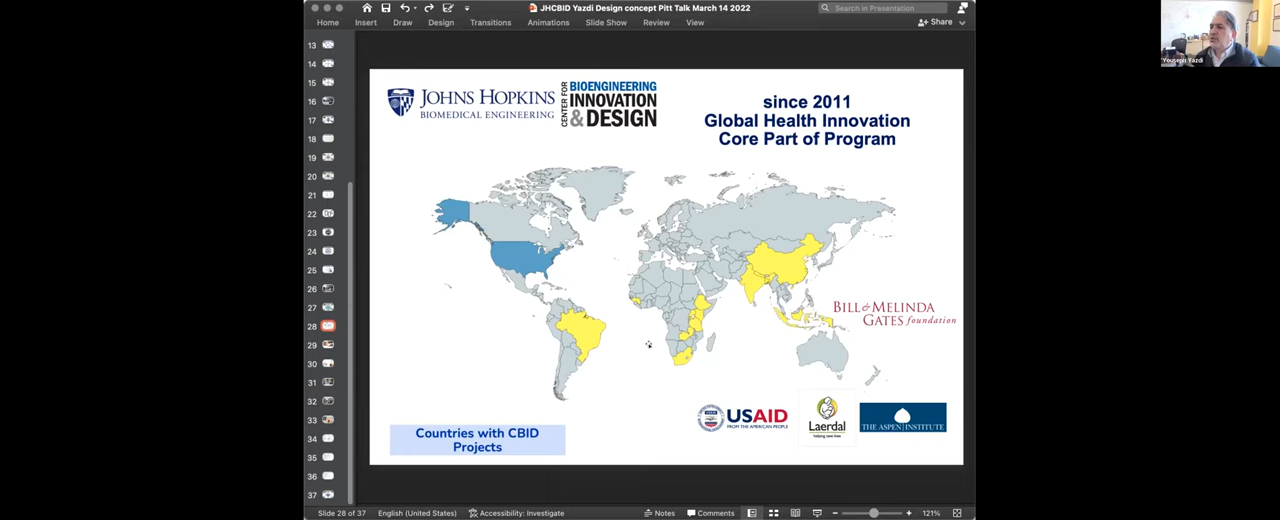 JHCBID Yazdi Design concept Pitt Talk March 14 2022
Search in Presentation
Home
Insert
Draw
Design
Transitions
Animations
Slide Show
Review
View
Share
13
14
15
16
17
18
19
20
21
22
23
24
25
26
27
28
29
30
31
32
33
34
35
36
37
JOHNS HOPKINS
BIOMEDICAL ENGINEERING
CENTER FOR
BIOENGINEERING
INNOVATION
& DESIGN
since 2011
Global Health Innovation
Core Part of Program
BILL & MELINDA
GATES foundation
USAID
FROM THE AMERICAN PEOPLE
Laerdal
helping save lives
THE ASPEN INSTITUTE
Countries with CBID
Projects
Slide 28 of 37
English (United States)
Accessibility: Investigate
Notes
Comments
121%
Youseph Yazdi